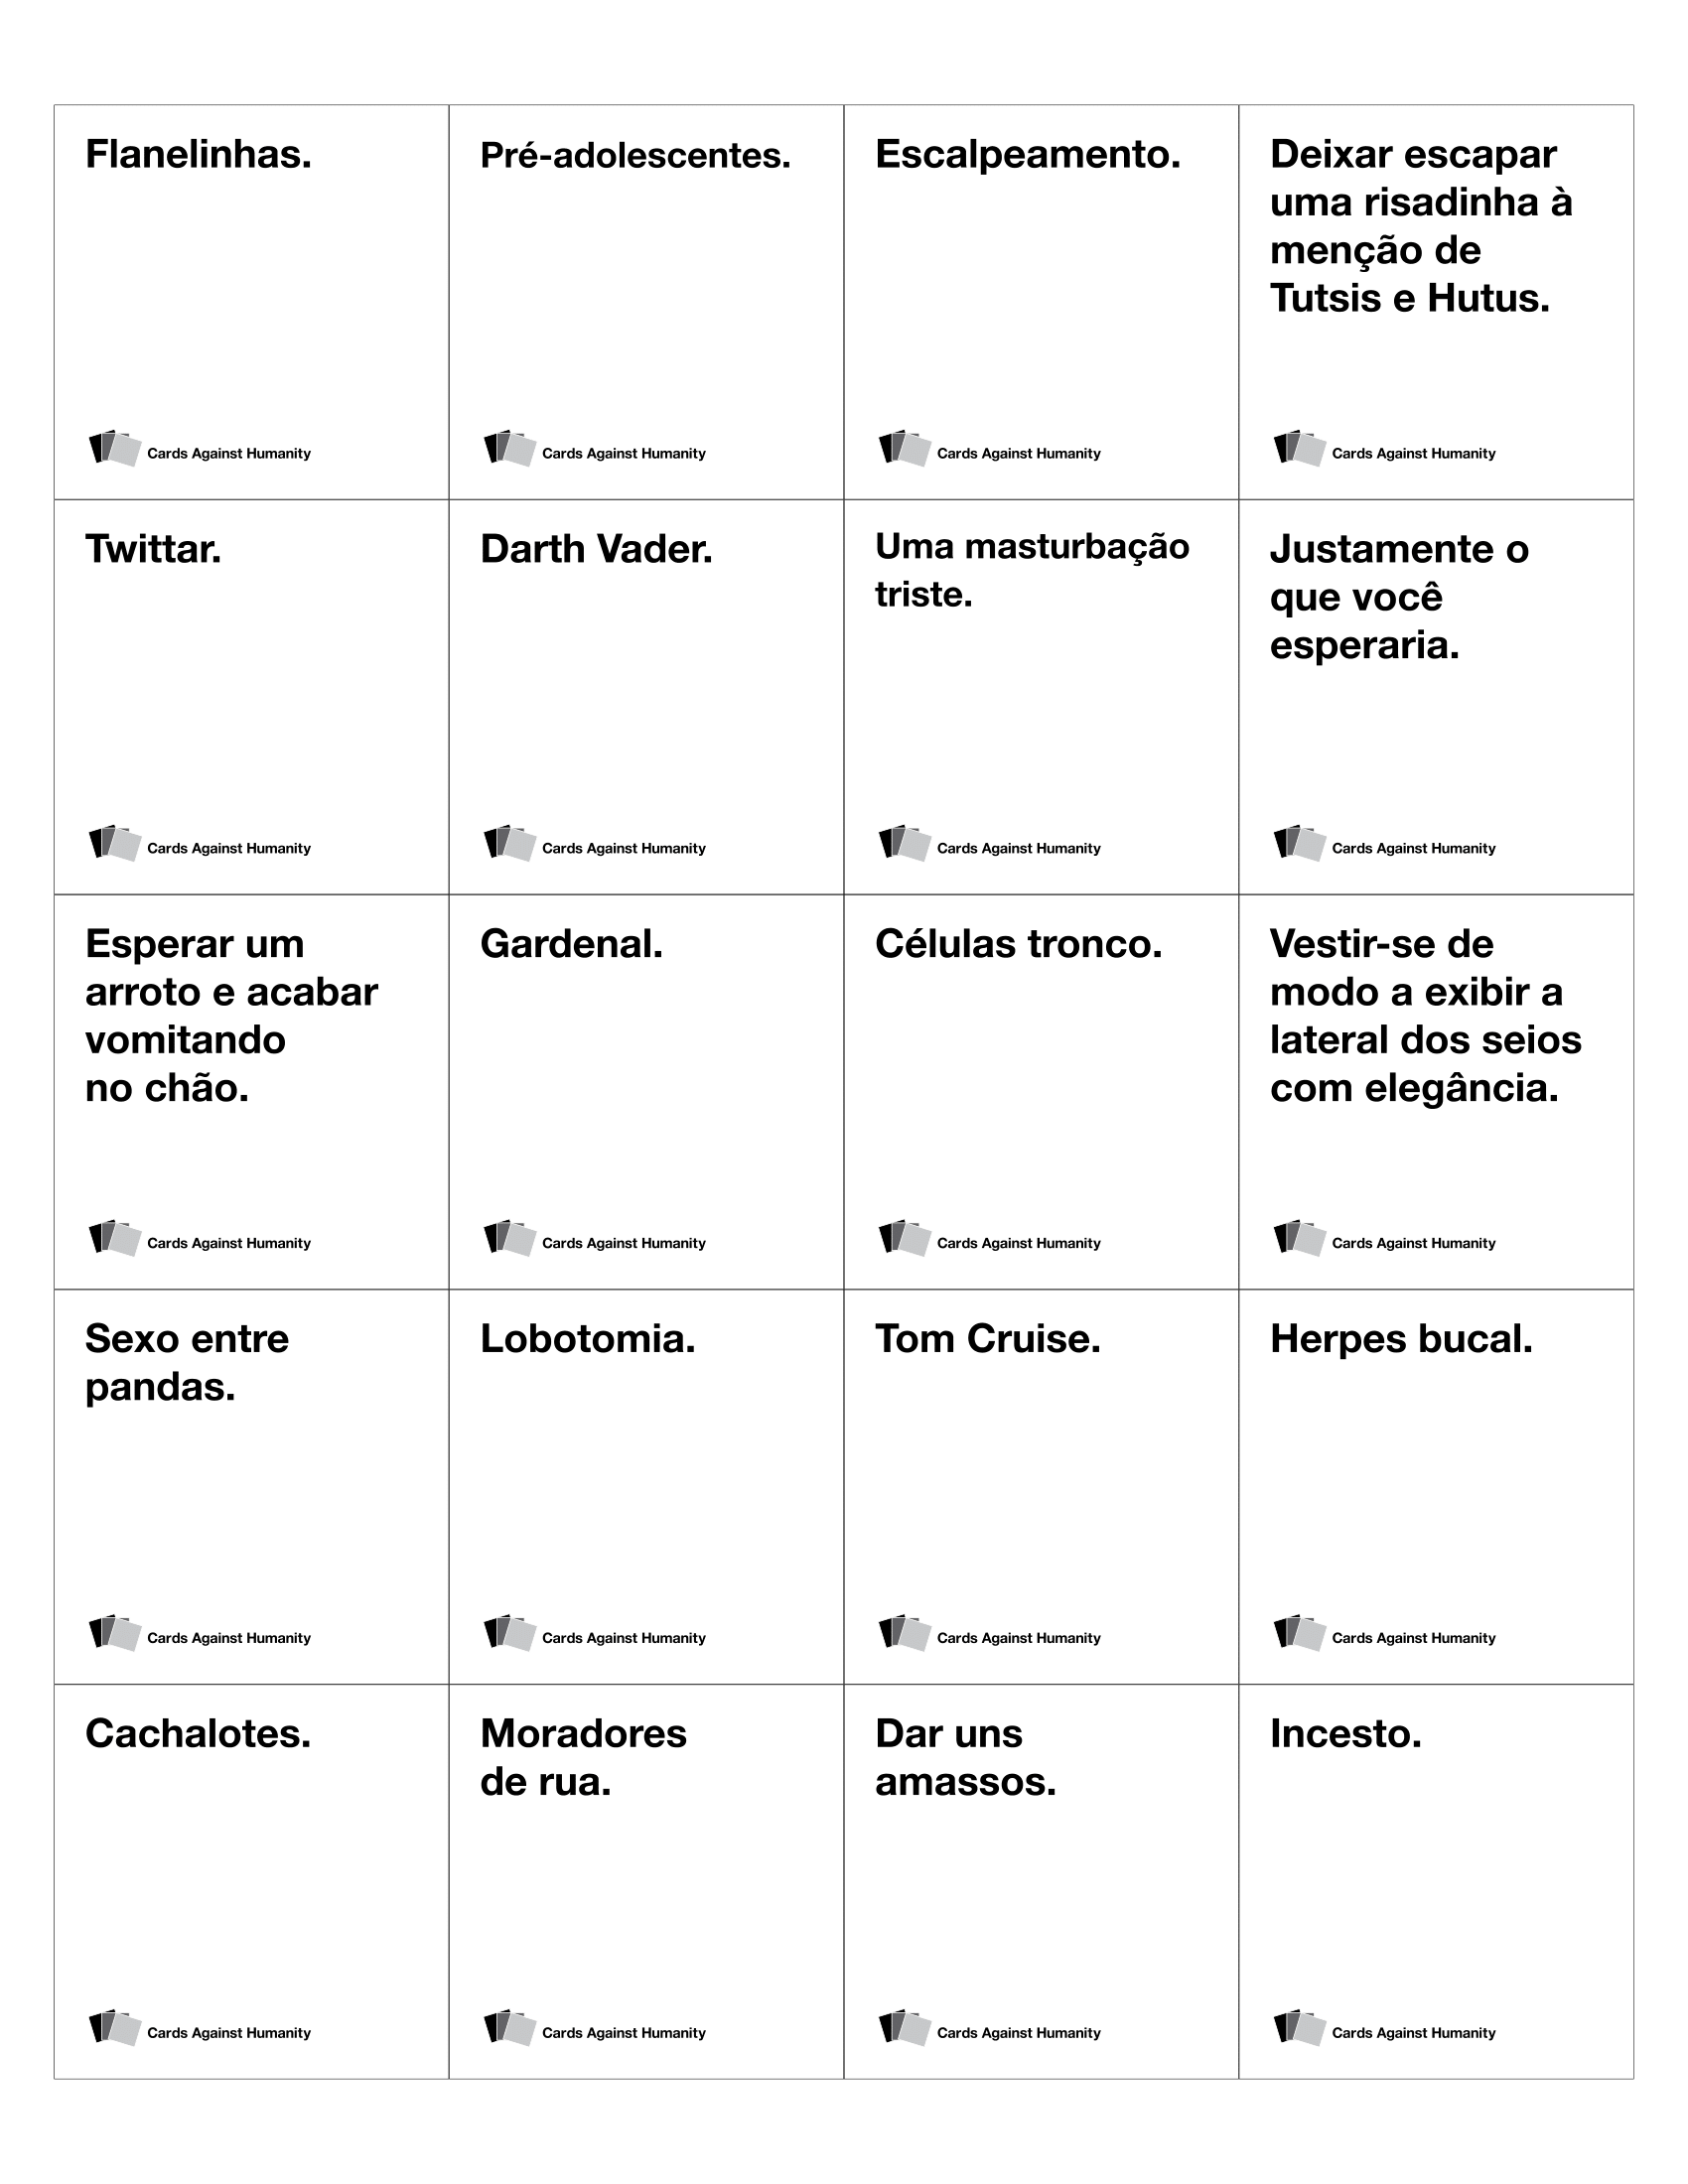 Flanelinhas.
Cards Against Humanity
Pré-adolescentes.
Cards Against Humanity
Escalpeamento.
Cards Against Humanity
Deixar escapar
uma risadinha à
menção de
Tutsis e Hutus.
Cards Against Humanity
Twittar.
Cards Against Humanity
Darth Vader.
Cards Against Humanity
Uma masturbação
triste.
Cards Against Humanity
Justamente o
que você
esperaria.
Cards Against Humanity
Esperar um
arroto e acabar
vomitando
no chão.
Cards Against Humanity
Gardenal.
Cards Against Humanity
Células tronco.
Cards Against Humanity
Vestir-se de
modo a exibir a
lateral dos seios
com elegância.
Cards Against Humanity
Sexo entre
pandas.
Cards Against Humanity
Lobotomia.
Cards Against Humanity
Tom Cruise.
Cards Against Humanity
Herpes bucal.
Cards Against Humanity
Cachalotes.
Cards Against Humanity
Moradores
de rua.
Cards Against Humanity
Dar uns
amassos.
Cards Against Humanity
Incesto.
Cards Against Humanity